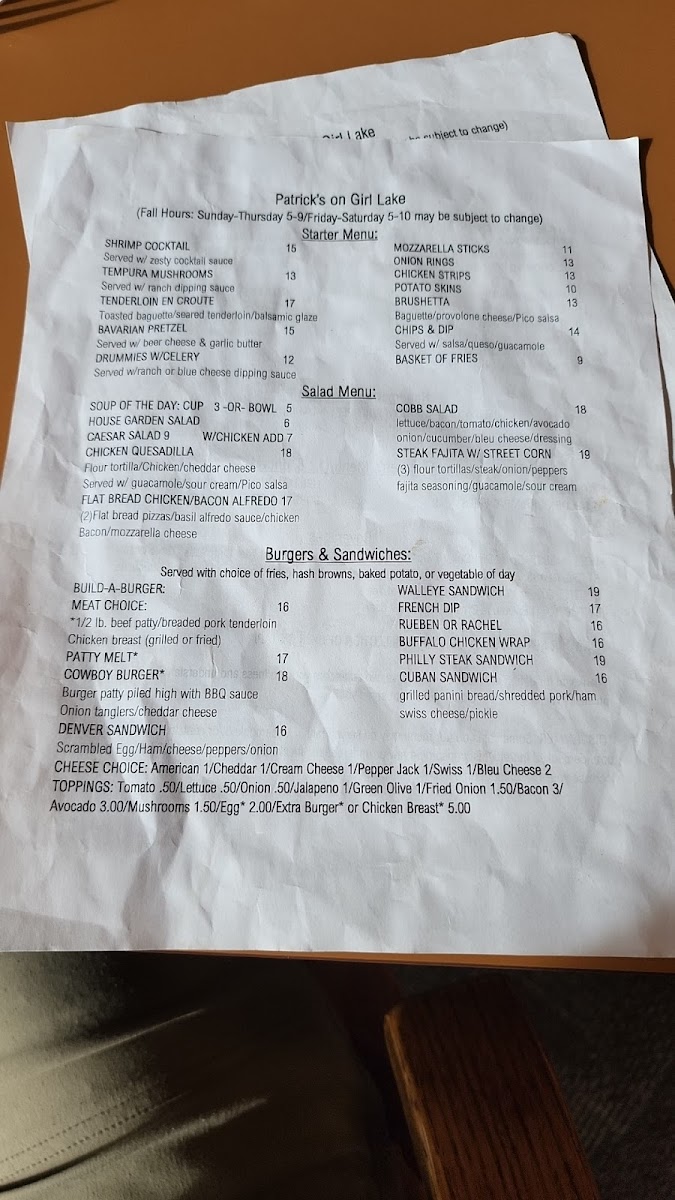 Girl Lake
be subject to change)
Patrick's on Girl Lake
(Fall Hours: Sunday-Thursday 5-9/Friday-Saturday 5-10 may be subject to change)
Starter Menu:
SHRIMP COCKTAIL 15
Served w/ zesty cocktail sauce
TEMPURA MUSHROOMS 13
Served w/ ranch dipping sauce
TENDERLOIN EN CROUTE 17
Toasted baguette/seared tenderloin/balsamic glaze
BAVARIAN PRETZEL 15
Served w/ beer cheese & garlic butter
DRUMMIES W/CELERY 12
Served w/ranch or blue cheese dipping sauce
MOZZARELLA STICKS 11
ONION RINGS 13
CHICKEN STRIPS 13
POTATO SKINS 10
BRUSHETTA 13
Baguette/provolone cheese/Pico salsa
CHIPS & DIP 14
Served w/ salsa/queso/guacamole
BASKET OF FRIES 9
Salad Menu:
SOUP OF THE DAY: CUP 3 -OR- BOWL 5
HOUSE GARDEN SALAD 6
CAESAR SALAD 9 W/CHICKEN ADD 7
CHICKEN QUESADILLA 18
Flour tortilla/Chicken/cheddar cheese
Served w/ guacamole/sour cream/Pico salsa
FLAT BREAD CHICKEN/BACON ALFREDO 17
(2)Flat bread pizzas/basil alfredo sauce/chicken
Bacon/mozzarella cheese
COBB SALAD 18
lettuce/bacon/tomato/chicken/avocado
onion/cucumber/bleu cheese/dressing
STEAK FAJITA W/ STREET CORN 19
(3) flour tortillas/steak/onion/peppers
fajita seasoning/guacamole/sour cream
Burgers & Sandwiches:
Served with choice of fries, hash browns, baked potato, or vegetable of day
BUILD-A-BURGER:
MEAT CHOICE: 16
*1/2 lb. beef patty/breaded pork tenderloin
Chicken breast (grilled or fried)
PATTY MELT* 17
COWBOY BURGER* 18
Burger patty piled high with BBQ sauce
Onion tanglers/cheddar cheese
DENVER SANDWICH 16
Scrambled Egg/Ham/cheese/peppers/onion
WALLEYE SANDWICH 19
FRENCH DIP 17
RUEBEN OR RACHEL 16
BUFFALO CHICKEN WRAP 16
PHILLY STEAK SANDWICH 19
CUBAN SANDWICH 16
grilled panini bread/shredded pork/ham
swiss cheese/pickle
CHEESE CHOICE: American 1/Cheddar 1/Cream Cheese 1/Pepper Jack 1/Swiss 1/Bleu Cheese 2
TOPPINGS: Tomato .50/Lettuce .50/Onion .50/Jalapeno 1/Green Olive 1/Fried Onion 1.50/Bacon 3/
Avocado 3.00/Mushrooms 1.50/Egg* 2.00/Extra Burger* or Chicken Breast* 5.00